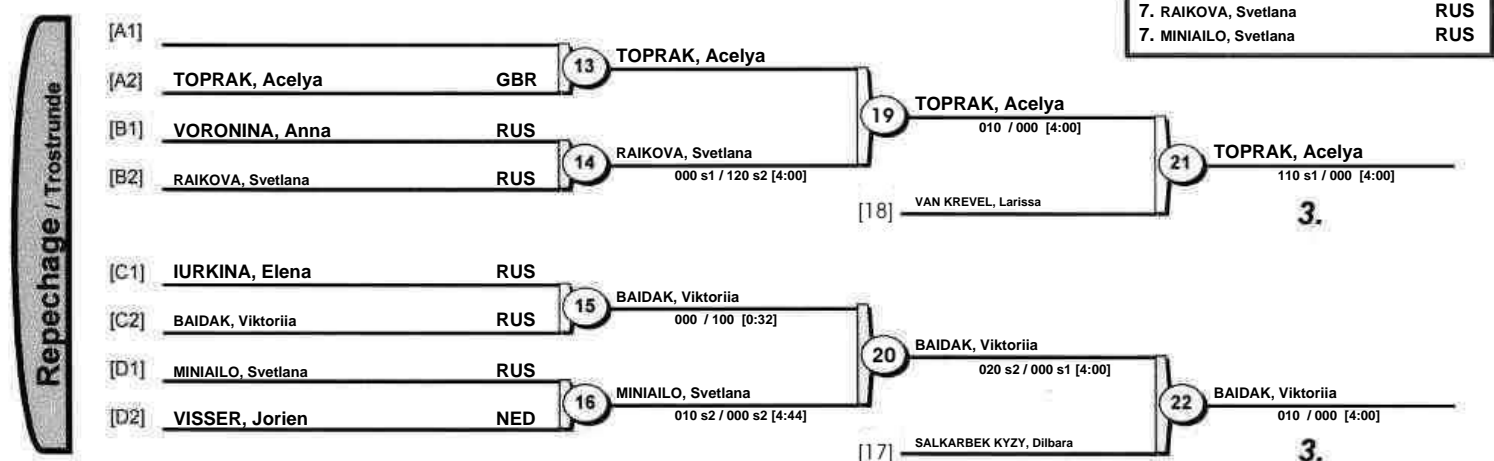 7. RAIKOVA, Svetlana RUS
7. MINIAILO, Svetlana RUS
Repechage / Trostrunde
[A1]
[A2] TOPRAK, Acelya GBR
13
TOPRAK, Acelya
[B1] VORONINA, Anna RUS
[B2] RAIKOVA, Svetlana RUS
14
RAIKOVA, Svetlana
000 s1 / 120 s2 [4:00]
19
TOPRAK, Acelya
010 / 000 [4:00]
[18] VAN KREVEL, Larissa
21
TOPRAK, Acelya
110 s1 / 000 [4:00]
3.
[C1] IURKINA, Elena RUS
[C2] BAIDAK, Viktoriia RUS
15
BAIDAK, Viktoriia
000 / 100 [0:32]
[D1] MINIAILO, Svetlana RUS
[D2] VISSER, Jorien NED
16
MINIAILO, Svetlana
010 s2 / 000 s2 [4:44]
20
BAIDAK, Viktoriia
020 s2 / 000 s1 [4:00]
[17] SALKARBEK KYZY, Dilbara
22
BAIDAK, Viktoriia
010 / 000 [4:00]
3.